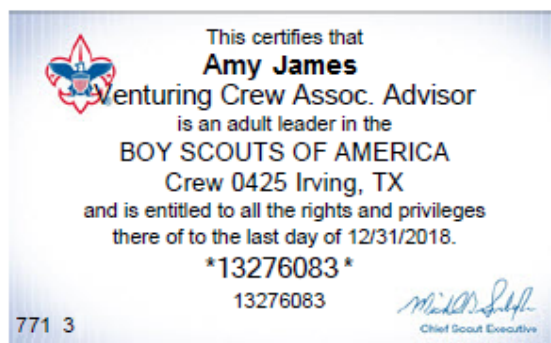 This certifies that
Amy James
Venturing Crew Assoc. Advisor
is an adult leader in the
BOY SCOUTS OF AMERICA
Crew 0425 Irving, TX
and is entitled to all the rights and privileges
there of to the last day of 12/31/2018.
*13276083*
13276083
771 3
Chief Scout Executive